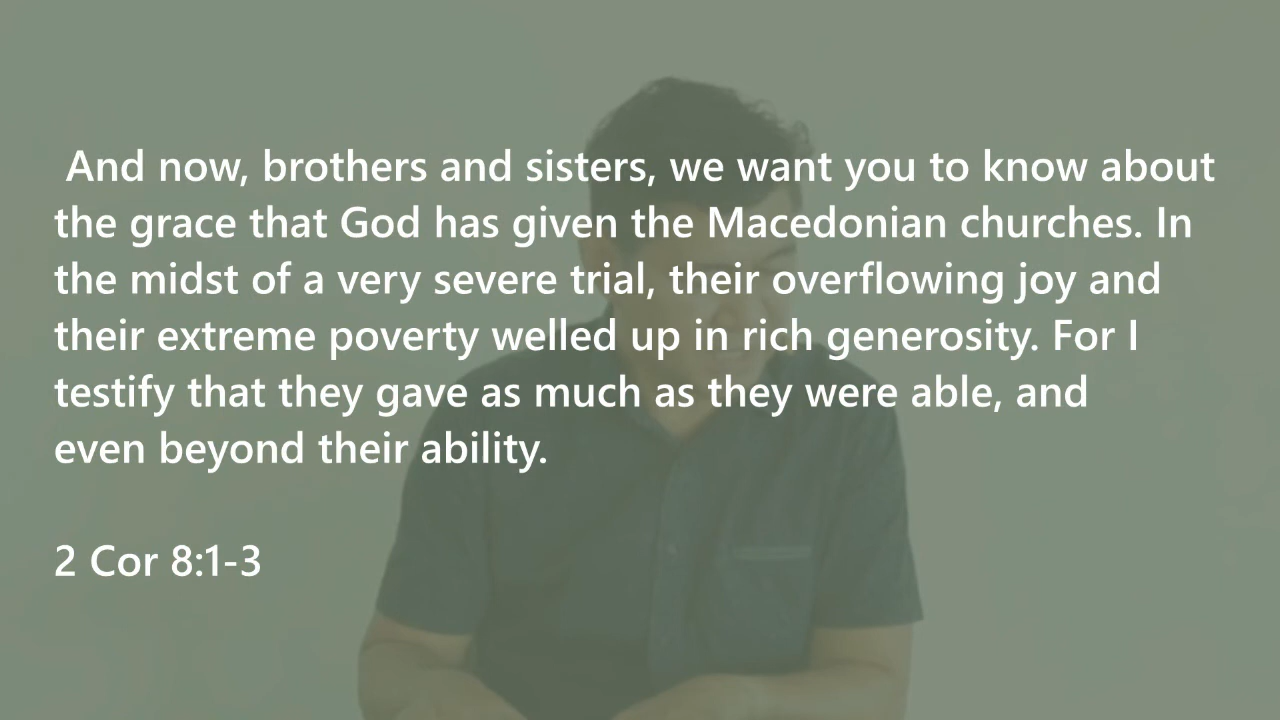 And now, brothers and sisters, we want you to know about
the grace that God has given the Macedonian churches. In
the midst of a very severe trial, their overflowing joy and
their extreme poverty welled up in rich generosity. For I
testify that they gave as much as they were able, and
even beyond their ability.
2 Cor 8:1-3